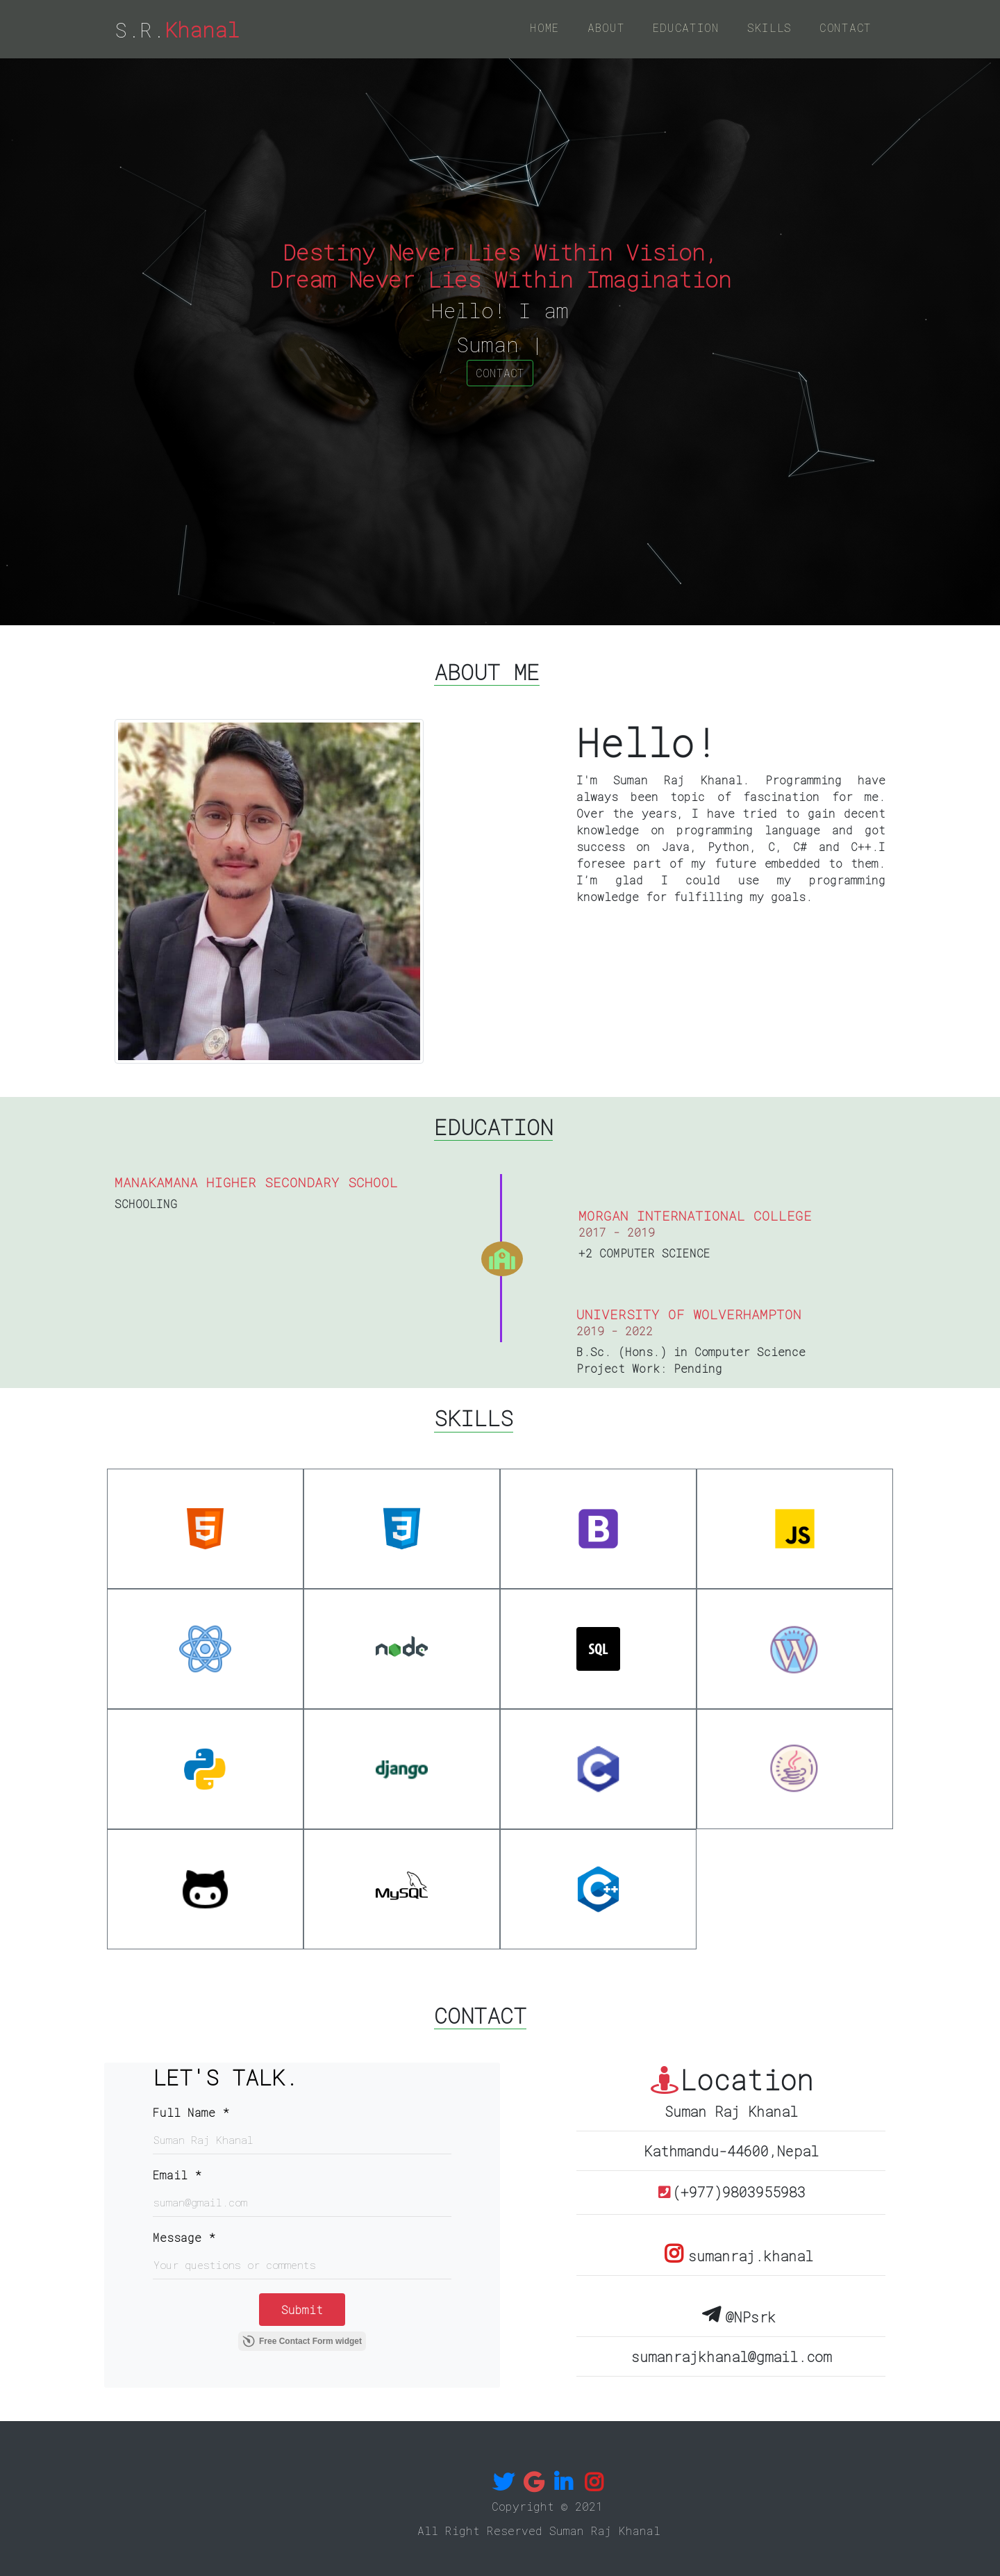 S.R.Khanal
HOME ABOUT EDUCATION SKILLS CONTACT
Destiny Never Lies Within Vision,
Dream Never Lies Within Imagination
Hello! I am
Suman |
CONTACT
ABOUT ME
Hello!
I'm Suman Raj Khanal. Programming have
always been topic of fascination for me.
Over the years, I have tried to gain decent
knowledge on programming language and got
success on Java, Python, C, C# and C++.I
foresee part of my future embedded to them.
I'm glad I could use my programming
knowledge for fulfilling my goals.
EDUCATION
MANAKAMANA HIGHER SECONDARY SCHOOL
SCHOOLING
MORGAN INTERNATIONAL COLLEGE
2017 - 2019
+2 COMPUTER SCIENCE
UNIVERSITY OF WOLVERHAMPTON
2019 - 2022
B.Sc. (Hons.) in Computer Science
Project Work: Pending
SKILLS
5 3 B JS
node SQL W
django C
MySQL C++
CONTACT
LET'S TALK.
Full Name *
Suman Raj Khanal
Email *
suman@gmail.com
Message *
Your questions or comments
Submit
Free Contact Form widget
Location
Suman Raj Khanal
Kathmandu-44600,Nepal
(+977)9803955983
sumanraj.khanal
@NPsrk
sumanrajkhanal@gmail.com
Copyright © 2021
All Right Reserved Suman Raj Khanal